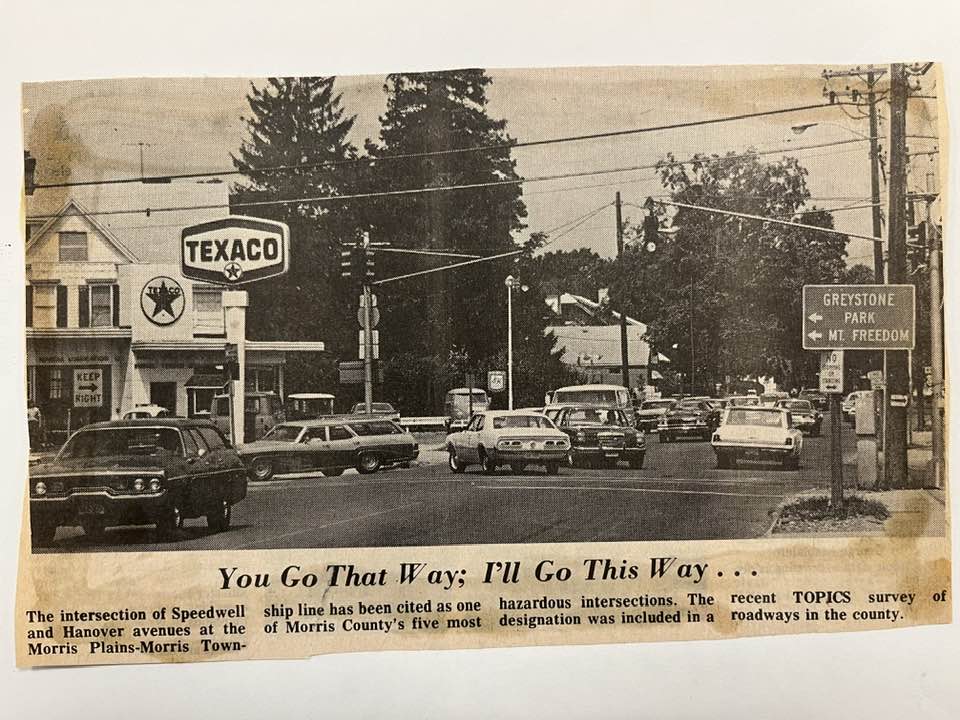 TEXACO
TEXACO
KEEP
RIGHT
GREYSTONE
PARK
MT. FREEDOM
NO
You Go That Way; I'll Go This Way . . .
The intersection of Speedwell
and Hanover avenues at the
Morris Plains-Morris Town-
ship line has been cited as one
of Morris County's five most
hazardous intersections. The
designation was included in a
recent TOPICS survey of
roadways in the county.